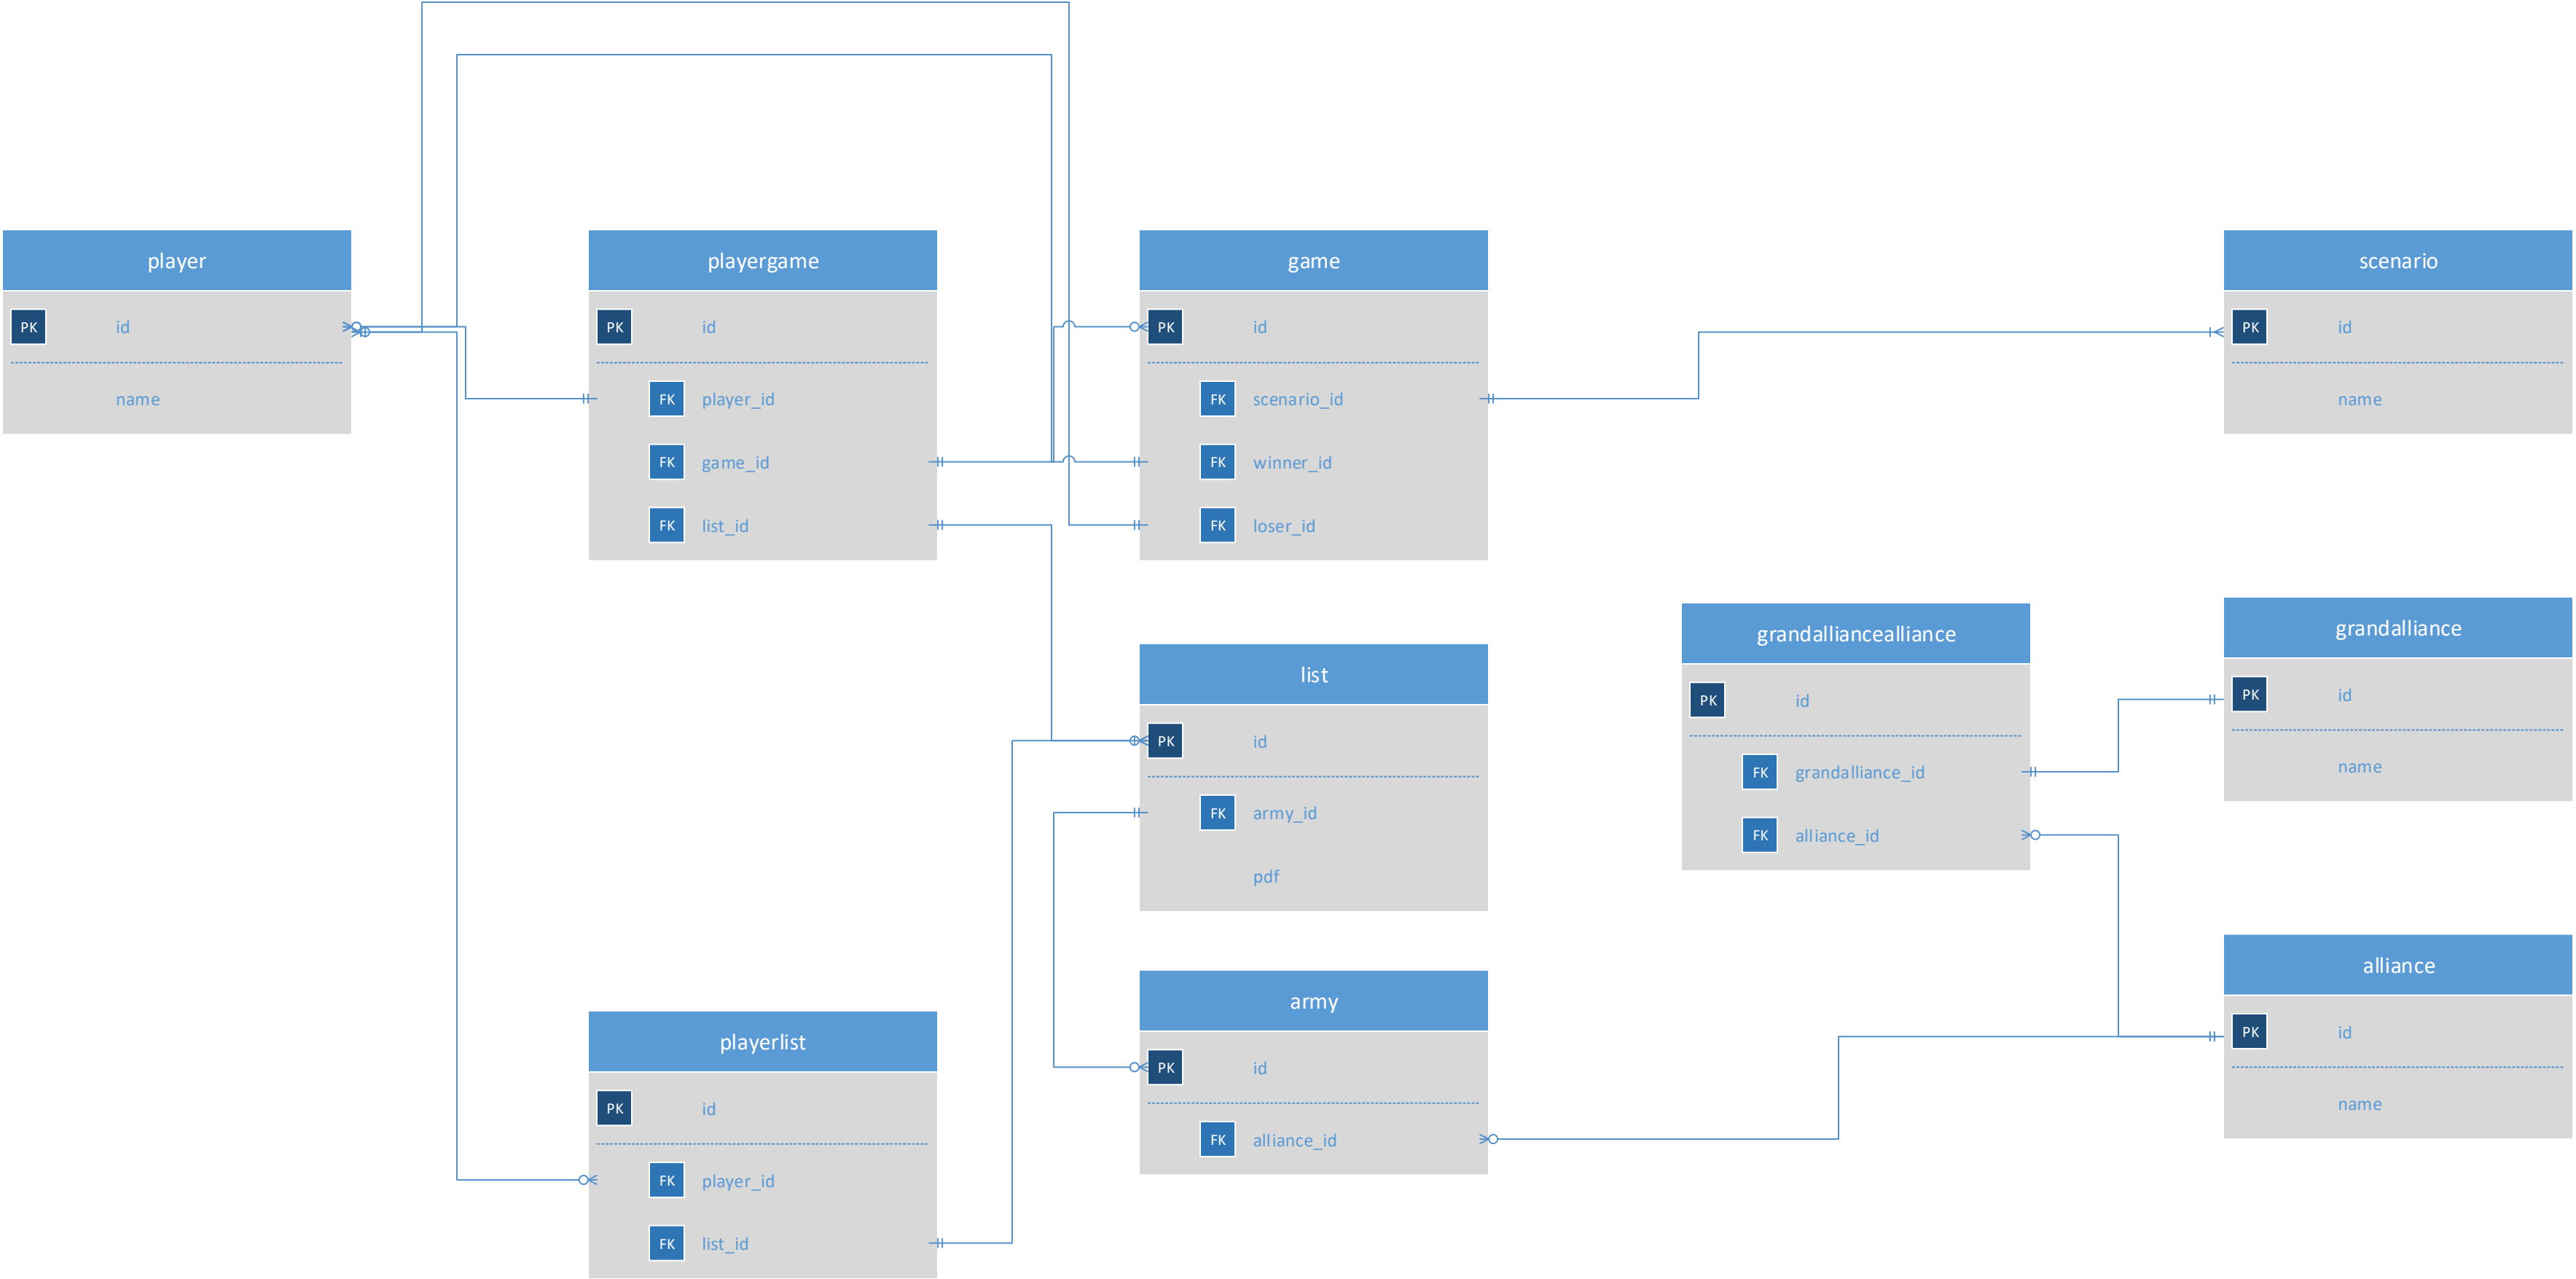 player
PK id
name
playergame
PK id
FK player_id
FK game_id
FK list_id
game
PK id
FK scenario_id
FK winner_id
FK loser_id
scenario
PK id
name
list
PK id
FK army_id
pdf
grandalliancealliance
PK id
FK grandalliance_id
FK alliance_id
grandalliance
PK id
name
playerlist
PK id
FK player_id
FK list_id
army
PK id
FK alliance_id
alliance
PK id
name